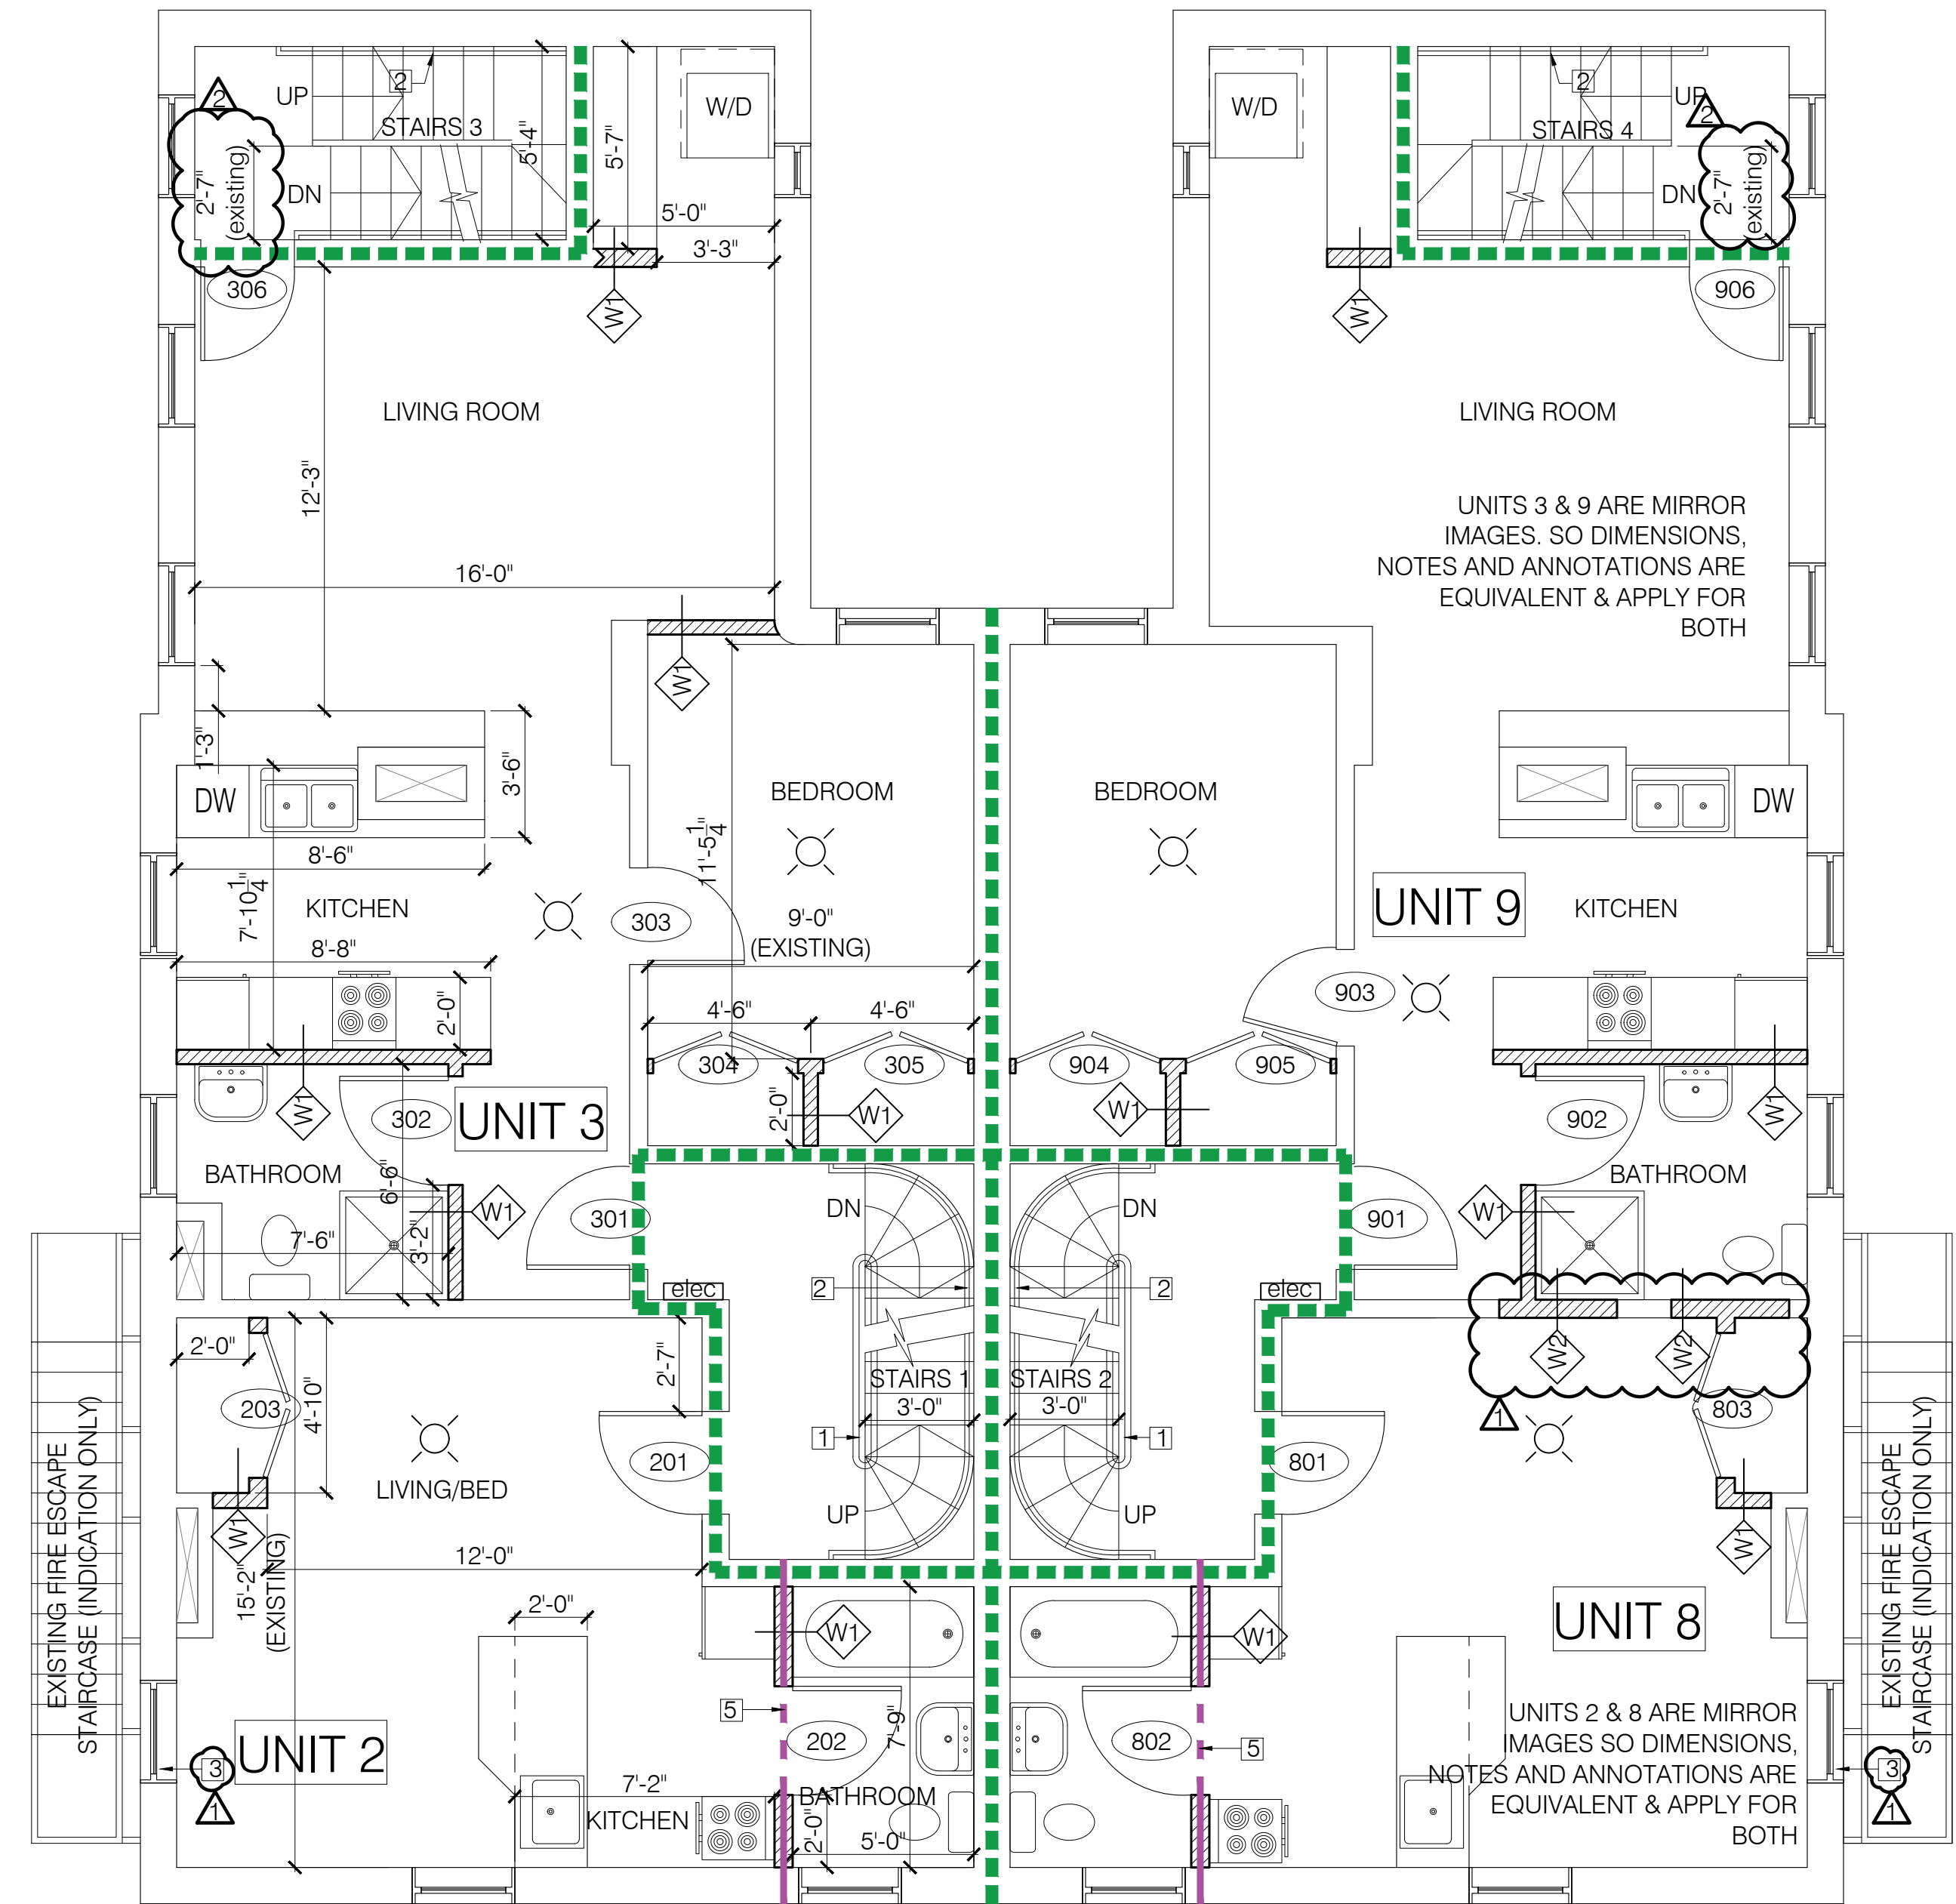 UP
2
STAIRS 3
5'-4"
5'-7"
W/D
2
2'-7"
(existing)
DN
5'-0"
3'-3"
306
W1
LIVING ROOM
12'-3"
16'-0"
W1
1'-3"
DW
3'-6"
8'-6"
7'-10 1/4"
KITCHEN
8'-8"
2'-0"
303
BEDROOM
11'-5 1/4"
9'-0"
(EXISTING)
4'-6"
4'-6"
304
305
2'-0"
W1
W1
302
UNIT 3
BATHROOM
6'-6"
3'-2"
7'-6"
W1
301
elec
DN
2
STAIRS 1
3'-0"
1
UP
2'-0"
203
4'-10"
2'-7"
201
LIVING/BED
W1
15'-2"
(EXISTING)
12'-0"
2'-0"
W1
5
202
7'-9"
UNIT 2
3
1
7'-2"
KITCHEN
BATHROOM
2'-0"
5'-0"
EXISTING FIRE ESCAPE
STAIRCASE (INDICATION ONLY)
W/D
2
UP
2
STAIRS 4
DN
2'-7"
(existing)
W1
906
LIVING ROOM
UNITS 3 & 9 ARE MIRROR
IMAGES. SO DIMENSIONS,
NOTES AND ANNOTATIONS ARE
EQUIVALENT & APPLY FOR
BOTH
DW
BEDROOM
UNIT 9
KITCHEN
903
904
905
W1
W1
902
BATHROOM
W1
901
elec
DN
2
STAIRS 2
3'-0"
1
UP
W2
W2
1
803
801
W1
UNIT 8
W1
5
802
UNITS 2 & 8 ARE MIRROR
IMAGES SO DIMENSIONS,
NOTES AND ANNOTATIONS ARE
EQUIVALENT & APPLY FOR
BOTH
3
1
EXISTING FIRE ESCAPE
STAIRCASE (INDICATION ONLY)